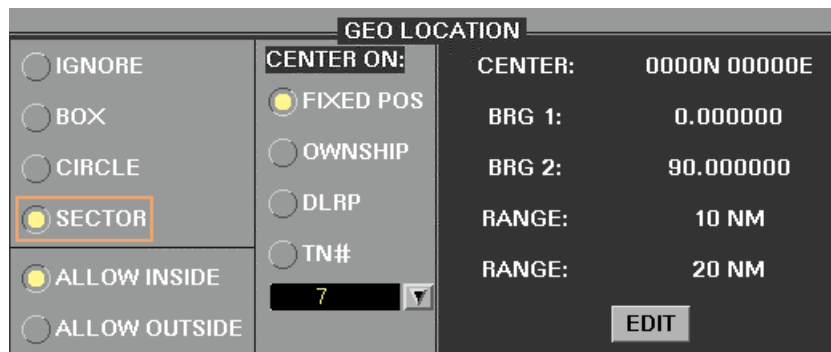 GEO LOCATION
IGNORE
BOX
CIRCLE
SECTOR
ALLOW INSIDE
ALLOW OUTSIDE
CENTER ON:
FIXED POS
OWNSHIP
DLRP
TN#
7
CENTER: 0000N 00000E
BRG 1: 0.000000
BRG 2: 90.000000
RANGE: 10 NM
RANGE: 20 NM
EDIT